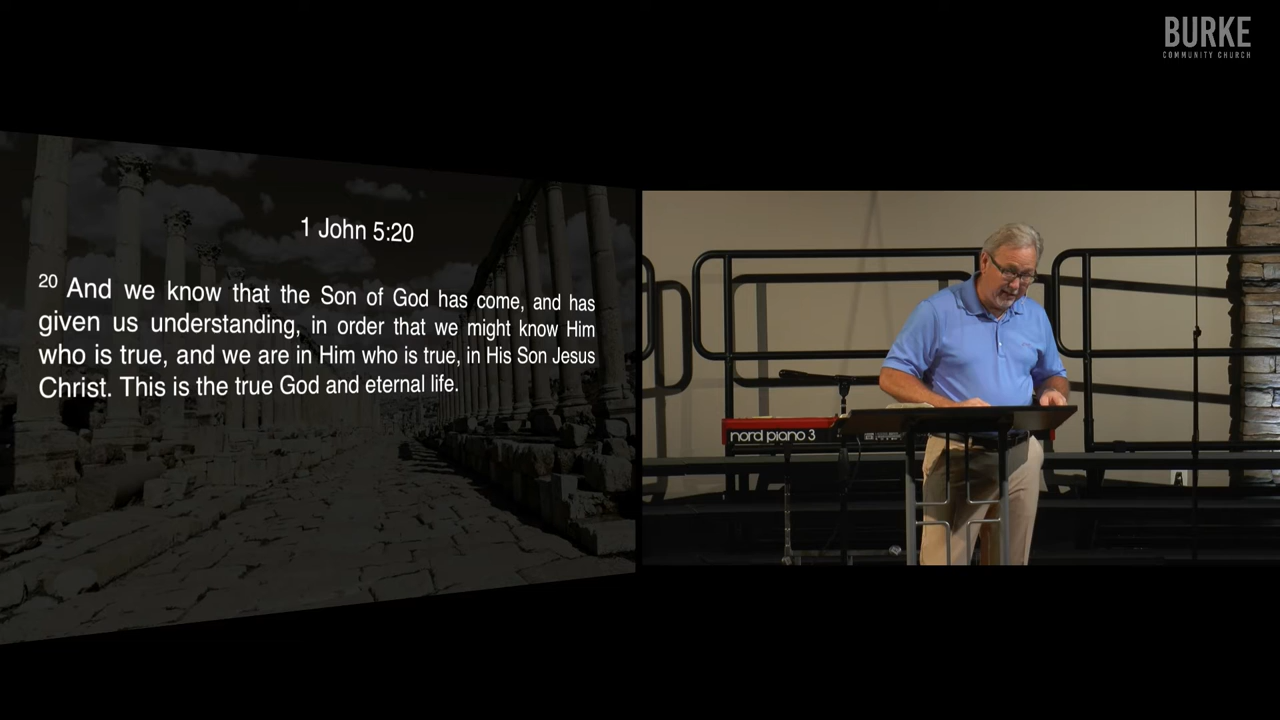 BURKE
COMMUNITY CHURCH
1 John 5:20
20 And we know that the Son of God has come, and has
given us understanding, in order that we might know Him
who is true, and we are in Him who is true, in His Son Jesus
Christ. This is the true God and eternal life.
nord piano 3